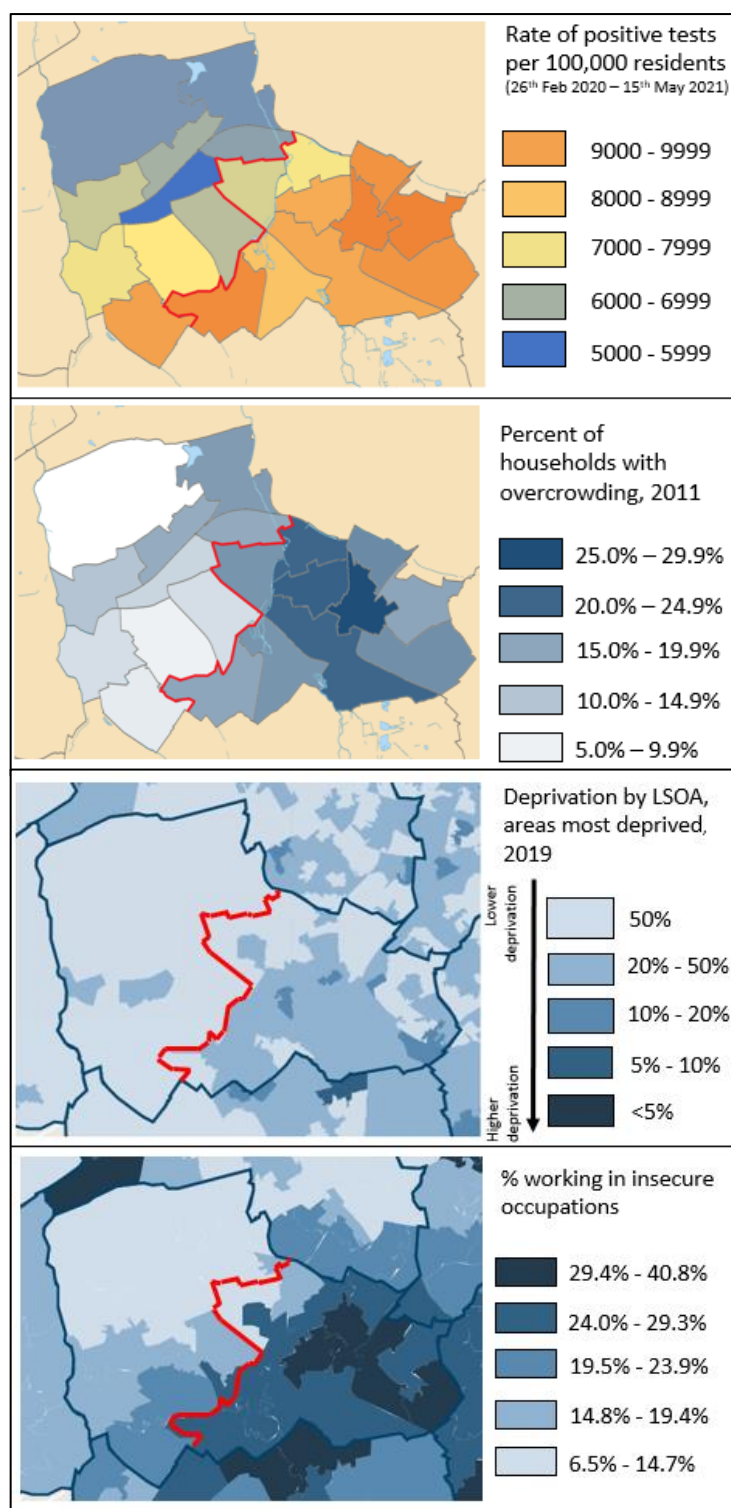 Rate of positive tests
per 100,000 residents
(26th Feb 2020 – 15th May 2021)
9000 - 9999
8000 - 8999
7000 - 7999
6000 - 6999
5000 - 5999
Percent of
households with
overcrowding, 2011
25.0% – 29.9%
20.0% – 24.9%
15.0% - 19.9%
10.0% - 14.9%
5.0% – 9.9%
Deprivation by LSOA,
areas most deprived,
2019
Lower
deprivation
50%
20% - 50%
10% - 20%
5% - 10%
<5%
Higher
deprivation
% working in insecure
occupations
29.4% - 40.8%
24.0% - 29.3%
19.5% - 23.9%
14.8% - 19.4%
6.5% - 14.7%